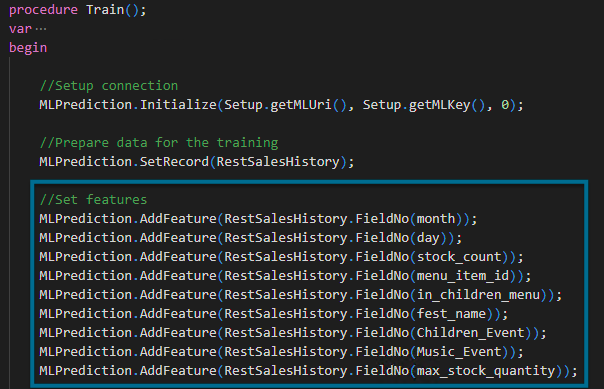 procedure Train();
var ...
begin
//Setup connection
MLPrediction.Initialize(Setup.getMLUri(), Setup.getMLKey(), 0);
//Prepare data for the training
MLPrediction.SetRecord(RestSalesHistory);
//Set features
MLPrediction.AddFeature(RestSalesHistory.FieldNo(month));
MLPrediction.AddFeature(RestSalesHistory.FieldNo(day));
MLPrediction.AddFeature(RestSalesHistory.FieldNo(stock_count));
MLPrediction.AddFeature(RestSalesHistory.FieldNo(menu_item_id));
MLPrediction.AddFeature(RestSalesHistory.FieldNo(in_children_menu));
MLPrediction.AddFeature(RestSalesHistory.FieldNo(fest_name));
MLPrediction.AddFeature(RestSalesHistory.FieldNo(Children_Event));
MLPrediction.AddFeature(RestSalesHistory.FieldNo(Music_Event));
MLPrediction.AddFeature(RestSalesHistory.FieldNo(max_stock_quantity));